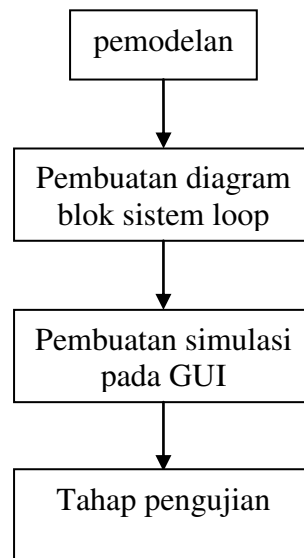 pemodelan
Pembuatan diagram
blok sistem loop
Pembuatan simulasi
pada GUI
Tahap pengujian